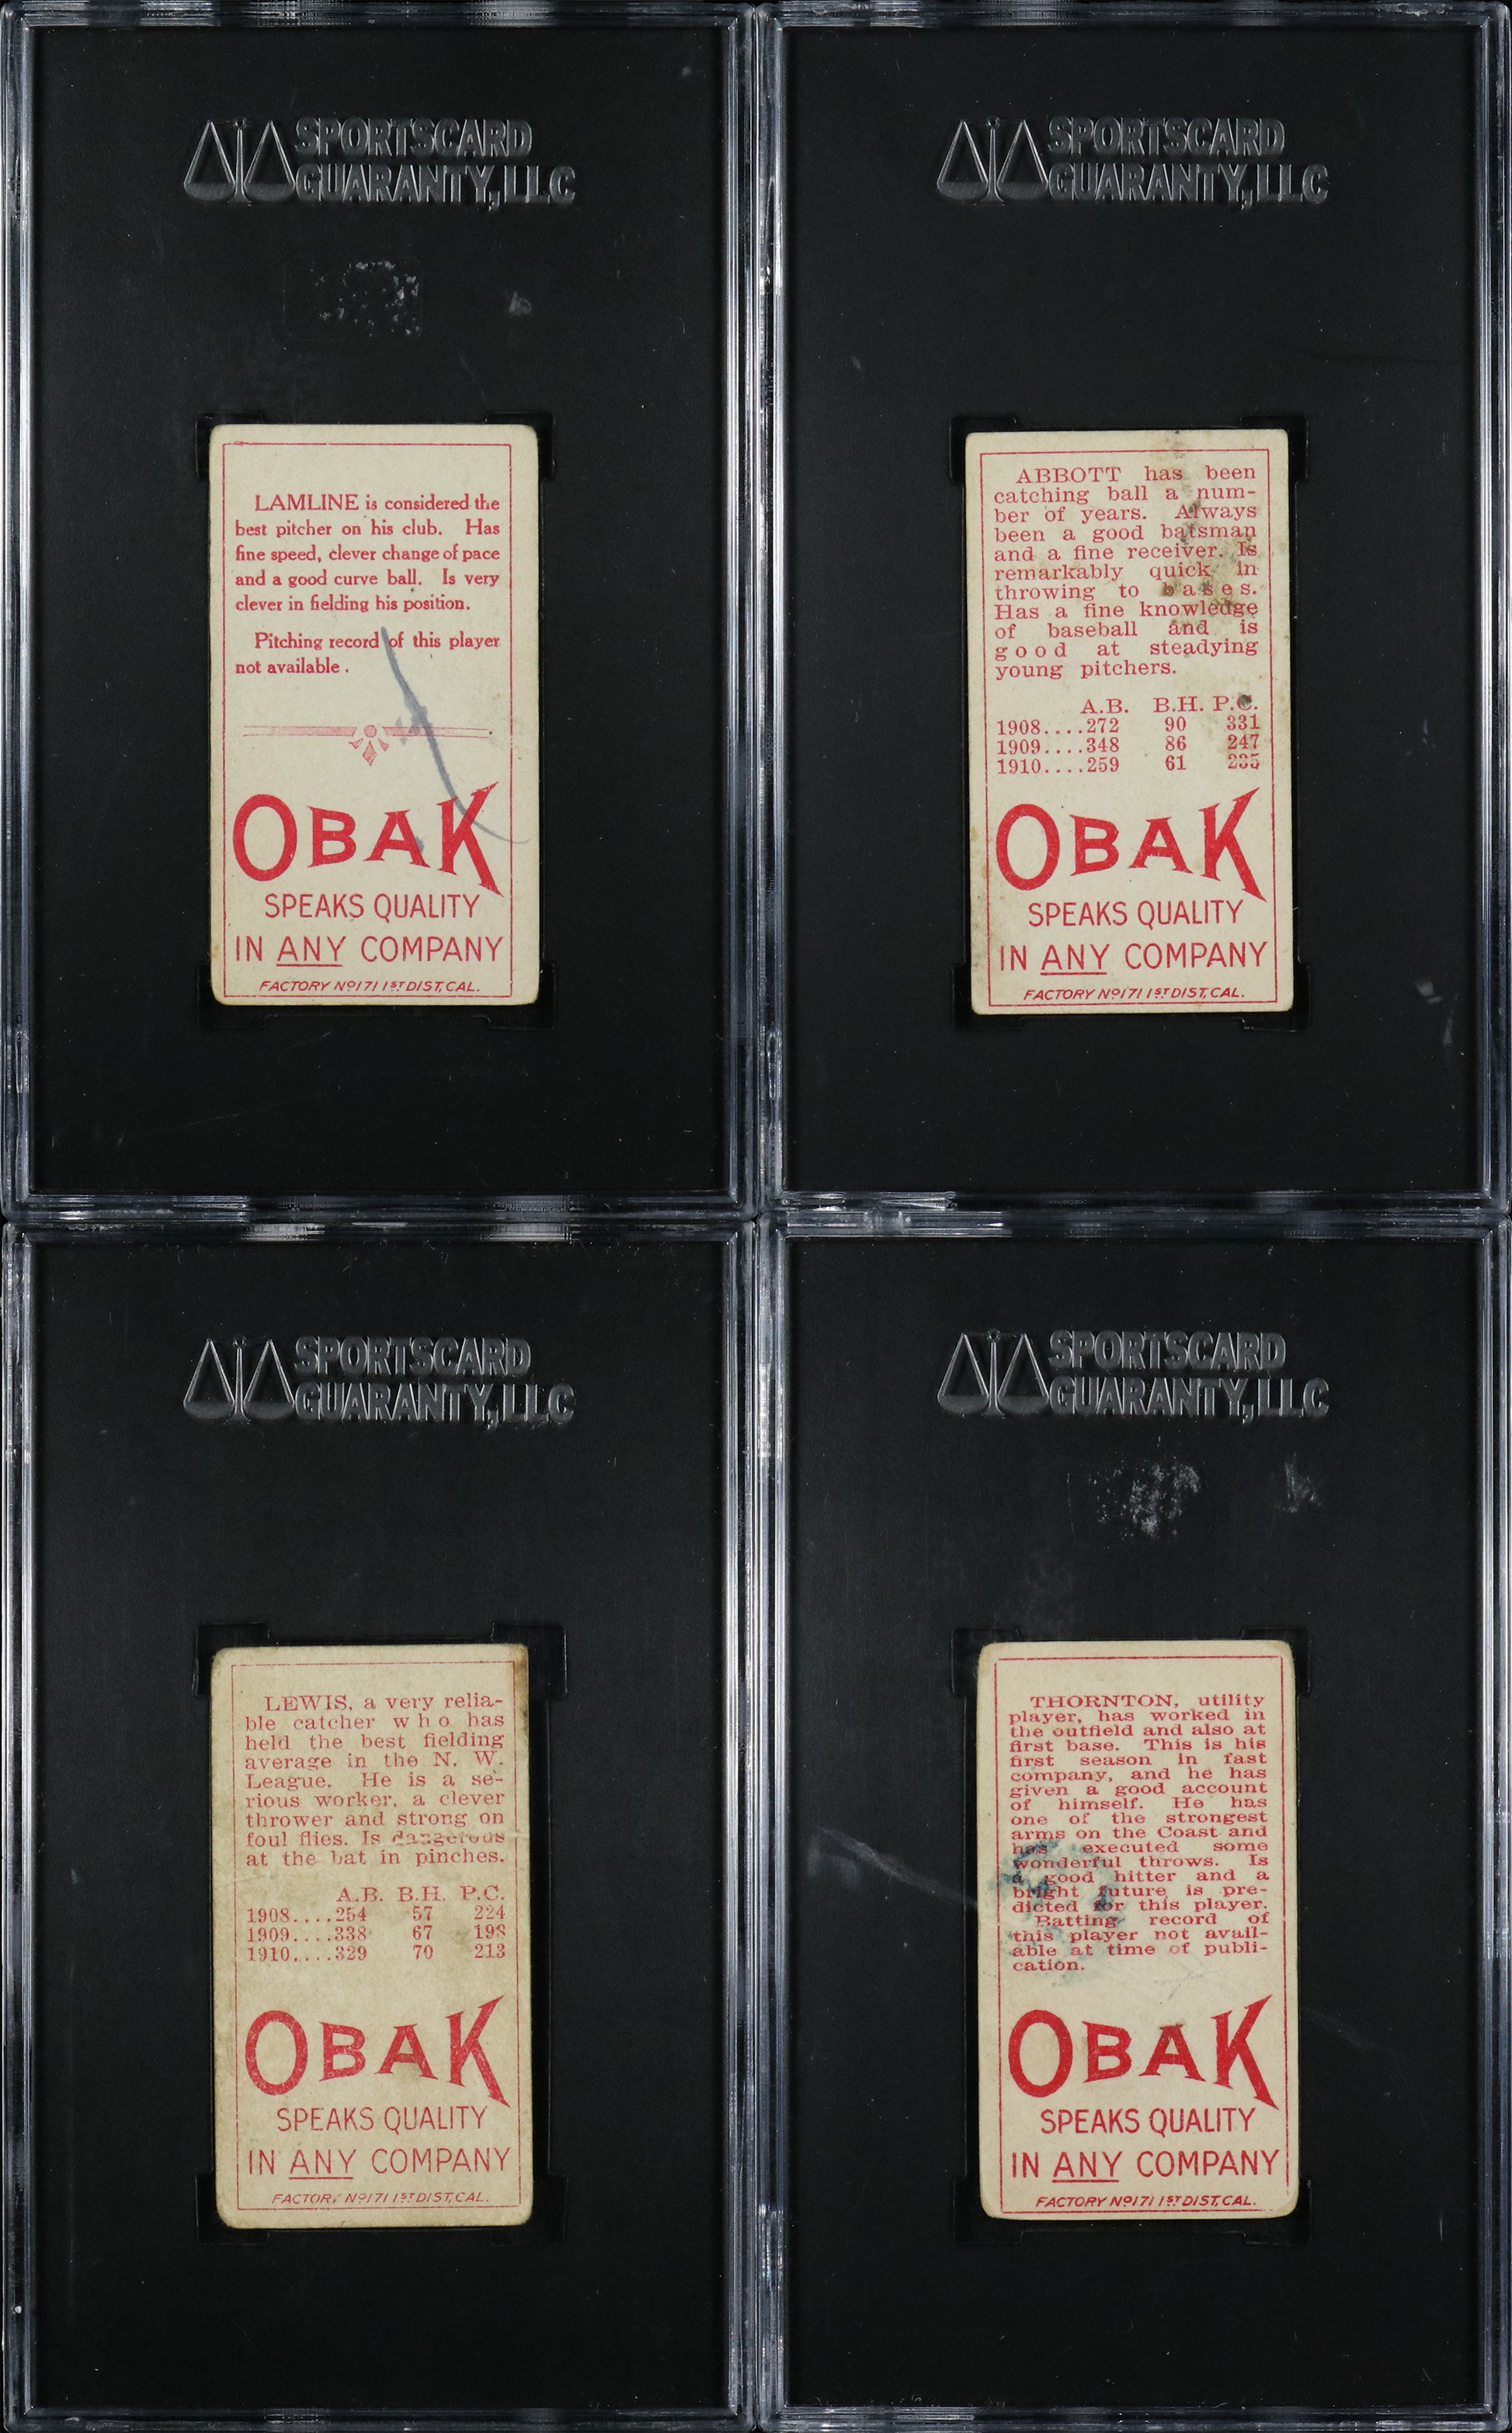 SPORTSCARD
GUARANTY, LLC
LAMLINE is considered the
best pitcher on his club. Has
fine speed, clever change of pace
and a good curve ball. Is very
clever in fielding his position.
Pitching record of this player
not available.
OBAK
SPEAKS QUALITY
IN ANY COMPANY
FACTORY Nº171 1ST DIST, CAL.
SPORTSCARD
GUARANTY, LLC
ABBOTT has been
catching ball a num-
ber of years. Always
been a good batsman
and a fine receiver. Is
remarkably quick in
throwing to bases.
Has a fine knowledge
of baseball and is
good at steadying
young pitchers.
A.B. B.H. P.C.
1908....272 90 331
1909....348 86 247
1910....259 61 235
OBAK
SPEAKS QUALITY
IN ANY COMPANY
FACTORY Nº171 1ST DIST, CAL.
SPORTSCARD
GUARANTY, LLC
LEWIS, a very relia-
ble catcher who has
held the best fielding
average in the N. W.
League. He is a se-
rious worker, a clever
thrower and strong on
foul flies. Is dangerous
at the bat in pinches.
A.B. B.H. P.C.
1908....254 57 224
1909....338 67 198
1910....329 70 213
OBAK
SPEAKS QUALITY
IN ANY COMPANY
FACTORY Nº171 1ST DIST, CAL.
SPORTSCARD
GUARANTY, LLC
THORNTON, utility
player, has worked in
the outfield and also at
first base. This is his
first season in fast
company, and he has
given a good account
of himself. He has
one of the strongest
arms on the Coast and
has executed some
wonderful throws. Is
a good hitter and a
bright future is pre-
dicted for this player.
Batting record of
this player not avail-
able at time of publi-
cation.
OBAK
SPEAKS QUALITY
IN ANY COMPANY
FACTORY Nº171 1ST DIST, CAL.